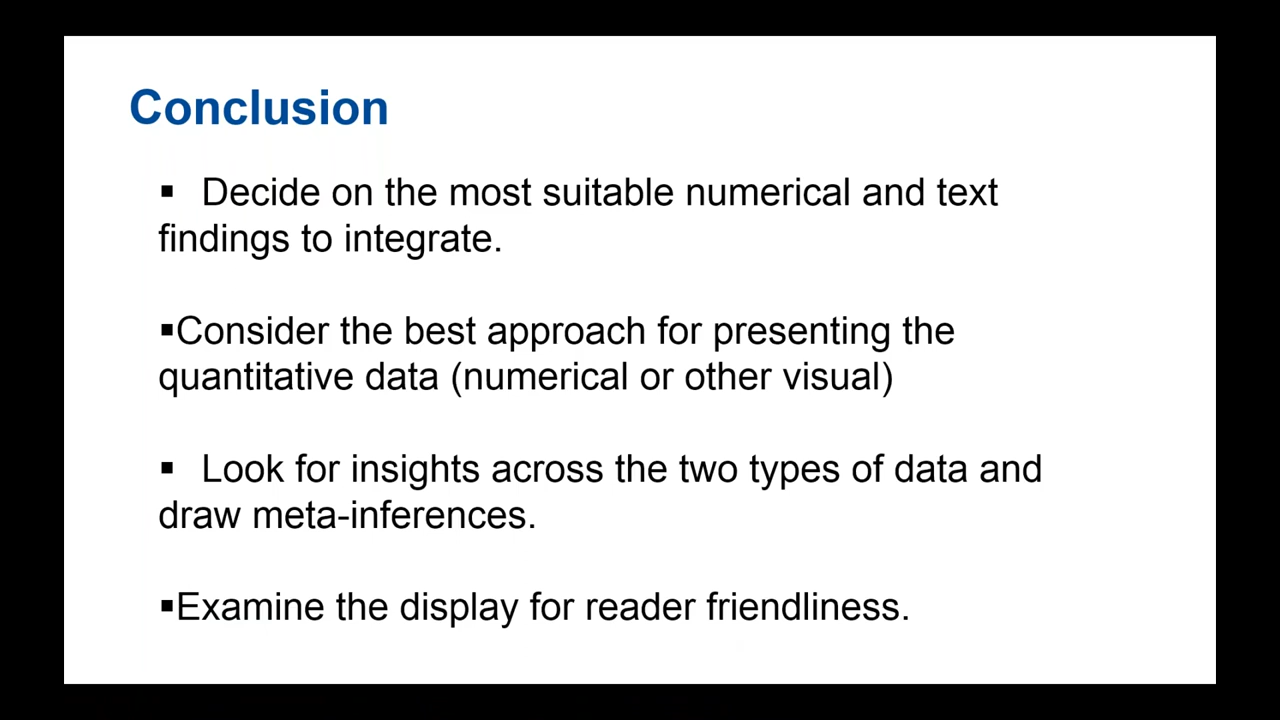 Conclusion
▪ Decide on the most suitable numerical and text
findings to integrate.
▪Consider the best approach for presenting the
quantitative data (numerical or other visual)
▪ Look for insights across the two types of data and
draw meta-inferences.
▪Examine the display for reader friendliness.